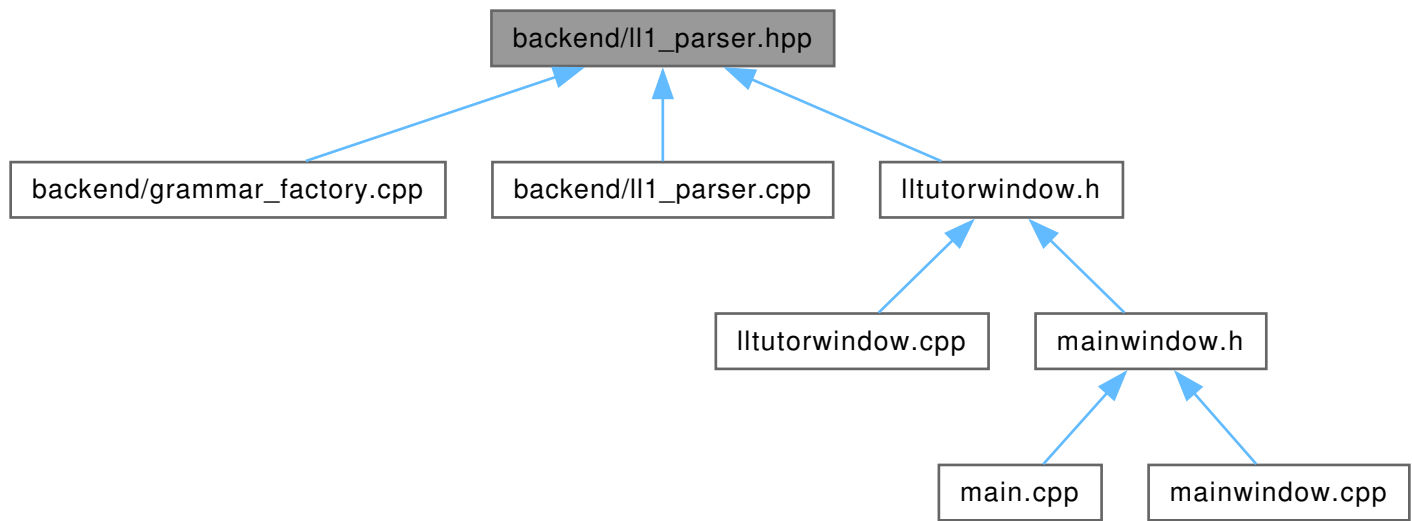 backend/ll1_parser.hpp
backend/grammar_factory.cpp
backend/ll1_parser.cpp
lltutorwindow.h
lltutorwindow.cpp
mainwindow.h
main.cpp
mainwindow.cpp